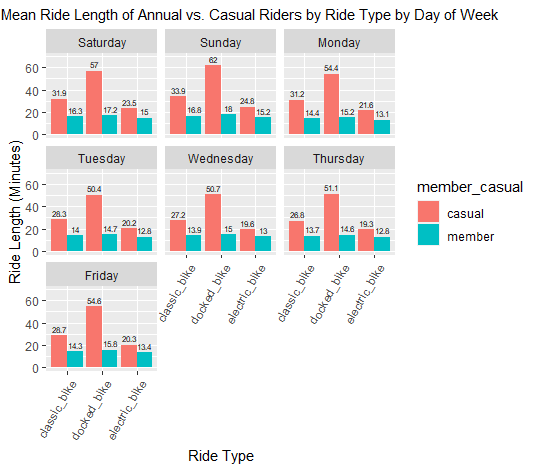 Mean Ride Length of Annual vs. Casual Riders by Ride Type by Day of Week
Saturday
Sunday
Monday
60
40
20
0
31.9
16.3
57
17.2
23.5
15
33.9
16.8
62
18
24.8
15.2
31.2
14.4
54.4
15.2
21.6
13.1
Tuesday
Wednesday
Thursday
60
40
20
0
28.3
14
50.4
14.7
20.2
12.8
27.2
13.9
50.7
15
19.6
13
26.8
13.7
51.1
14.6
19.3
12.8
Friday
60
40
20
0
28.7
14.3
54.6
15.8
20.3
13.4
classic_bike
docked_bike
electric_bike
classic_bike
docked_bike
electric_bike
classic_bike
docked_bike
electric_bike
Ride Length (Minutes)
Ride Type
member_casual
casual
member